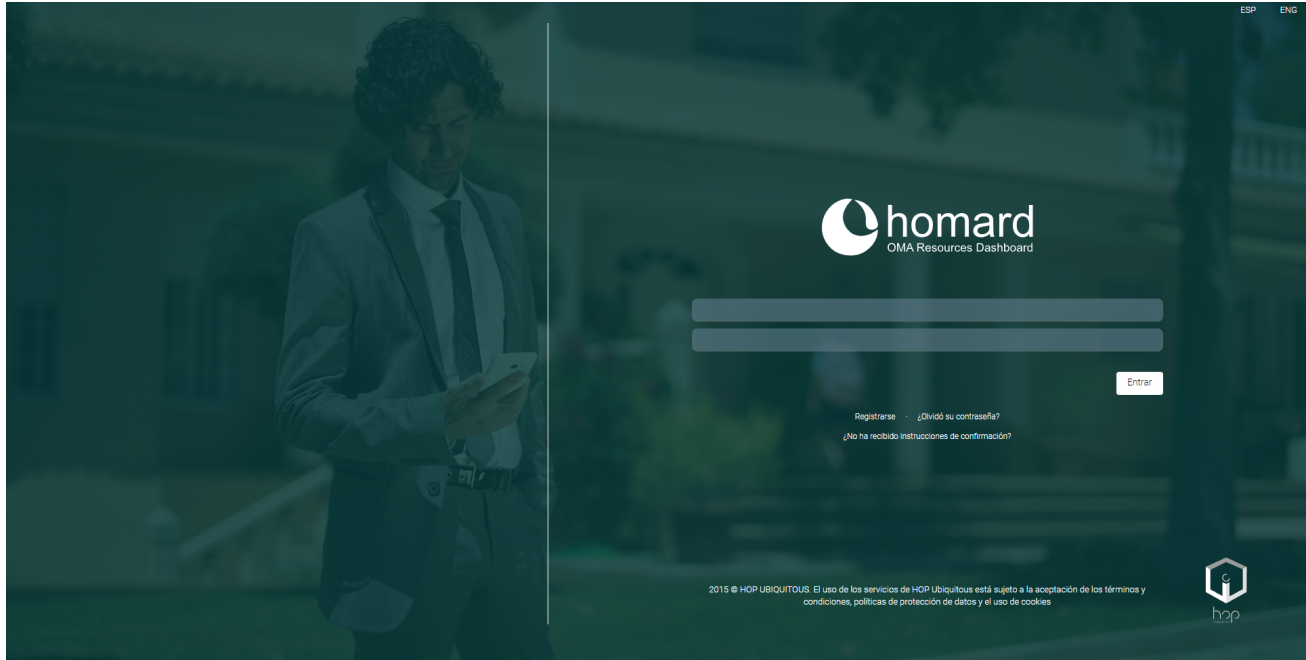 ESP ENG
homard
OMA Resources Dashboard
Entrar
Registrarse - ¿Olvidó su contraseña?
¿No ha recibido instrucciones de confirmación?
2015 © HOP UBIQUITOUS. El uso de los servicios de HOP Ubiquitous está sujeto a la aceptación de los términos y
condiciones, políticas de protección de datos y el uso de cookies
hop